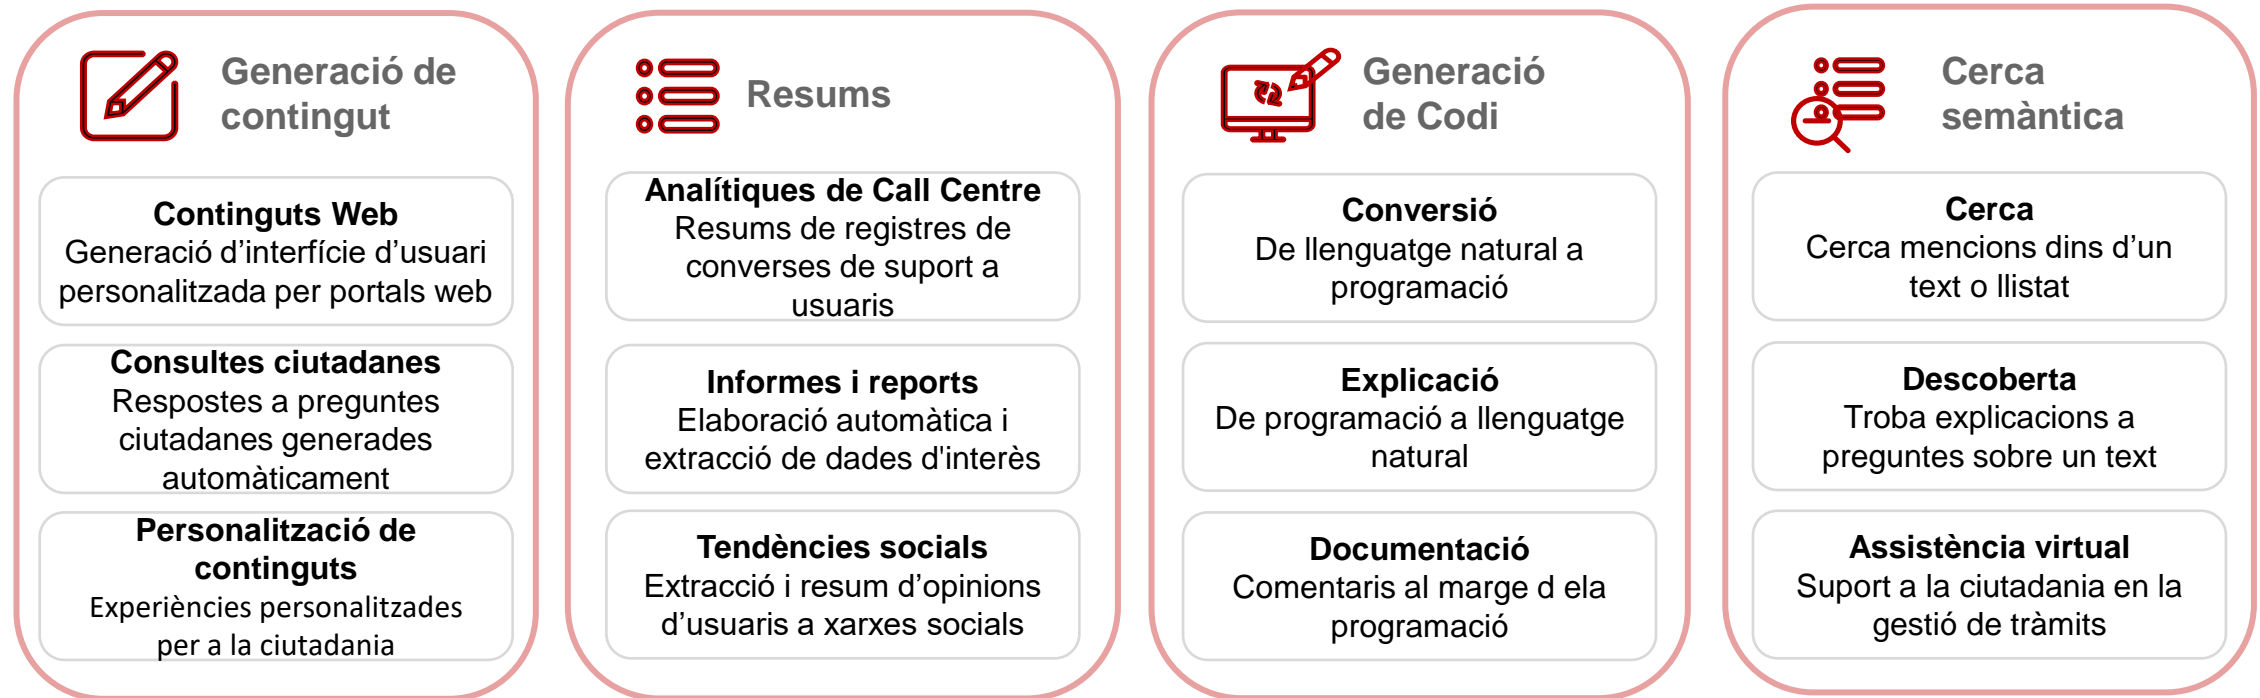 Generació de
contingut
Continguts Web
Generació d’interfície d’usuari
personalitzada per portals web
Consultes ciutadanes
Respostes a preguntes
ciutadanes generades
automàticament
Personalització de
continguts
Experiències personalitzades
per a la ciutadania
Resums
Analítiques de Call Centre
Resums de registres de
converses de suport a
usuaris
Informes i reports
Elaboració automàtica i
extracció de dades d'interès
Tendències socials
Extracció i resum d’opinions
d’usuaris a xarxes socials
Generació
de Codi
Conversió
De llenguatge natural a
programació
Explicació
De programació a llenguatge
natural
Documentació
Comentaris al marge d ela
programació
Cerca
semàntica
Cerca
Cerca mencions dins d’un
text o llistat
Descoberta
Troba explicacions a
preguntes sobre un text
Assistència virtual
Suport a la ciutadania en la
gestió de tràmits